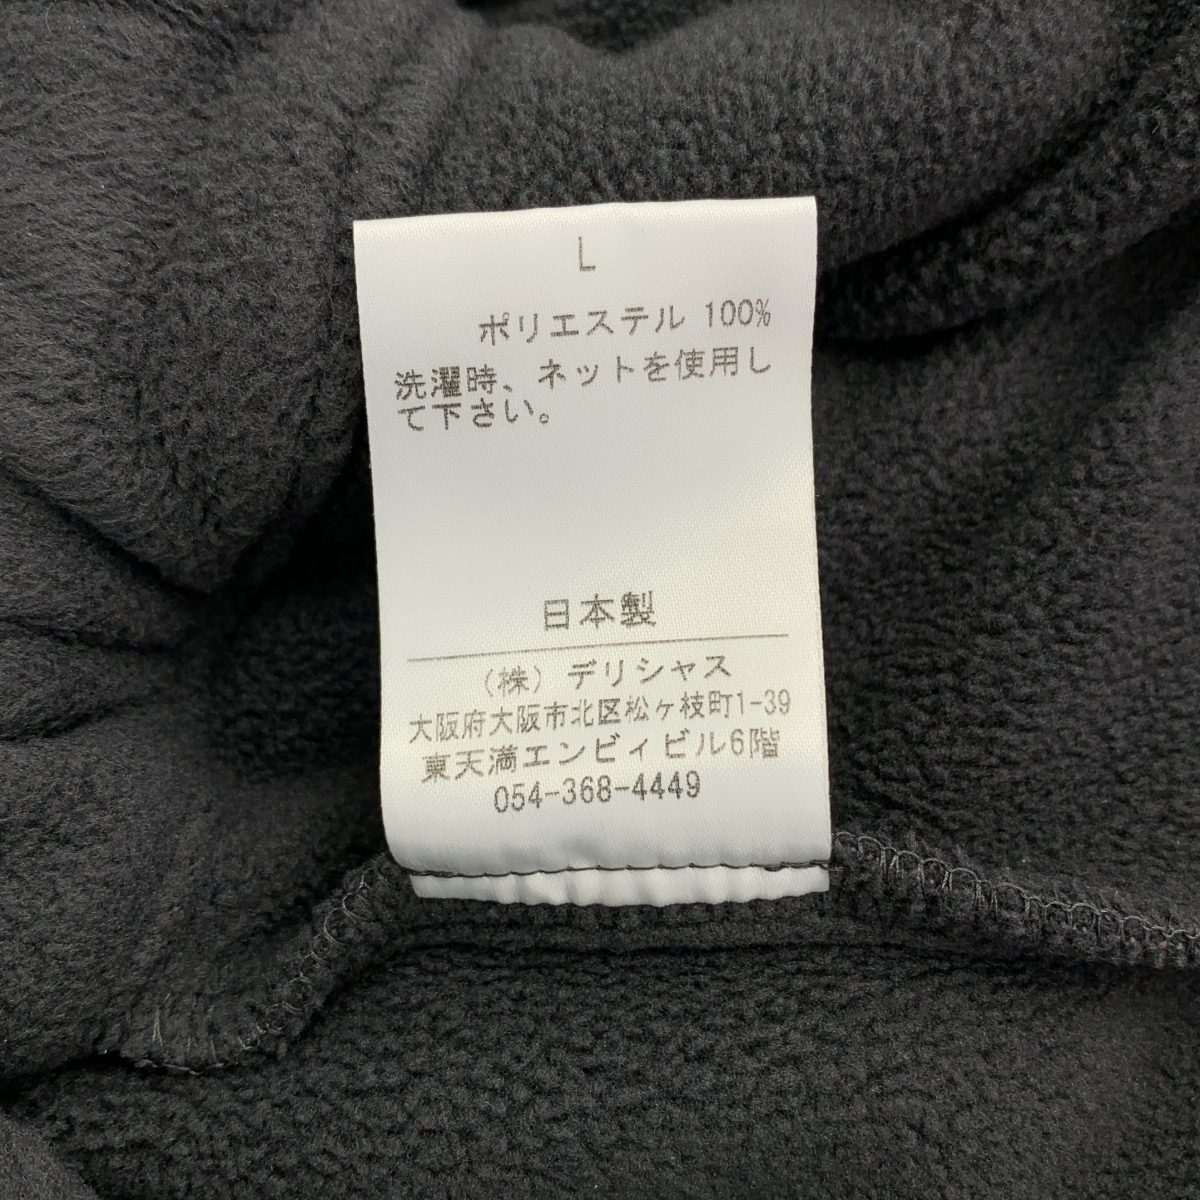 L
ポリエステル 100%
洗濯時、ネットを使用し
て下さい。
日本製
(株) デリシャス
大阪府大阪市北区松ヶ枝町1-39
東天満エンビィビル6階
054-368-4449